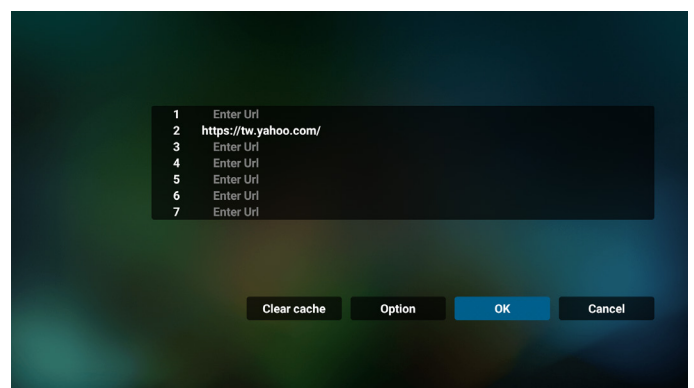 1 Enter Url
2 https://tw.yahoo.com/
3 Enter Url
4 Enter Url
5 Enter Url
6 Enter Url
7 Enter Url
Clear cache Option OK Cancel